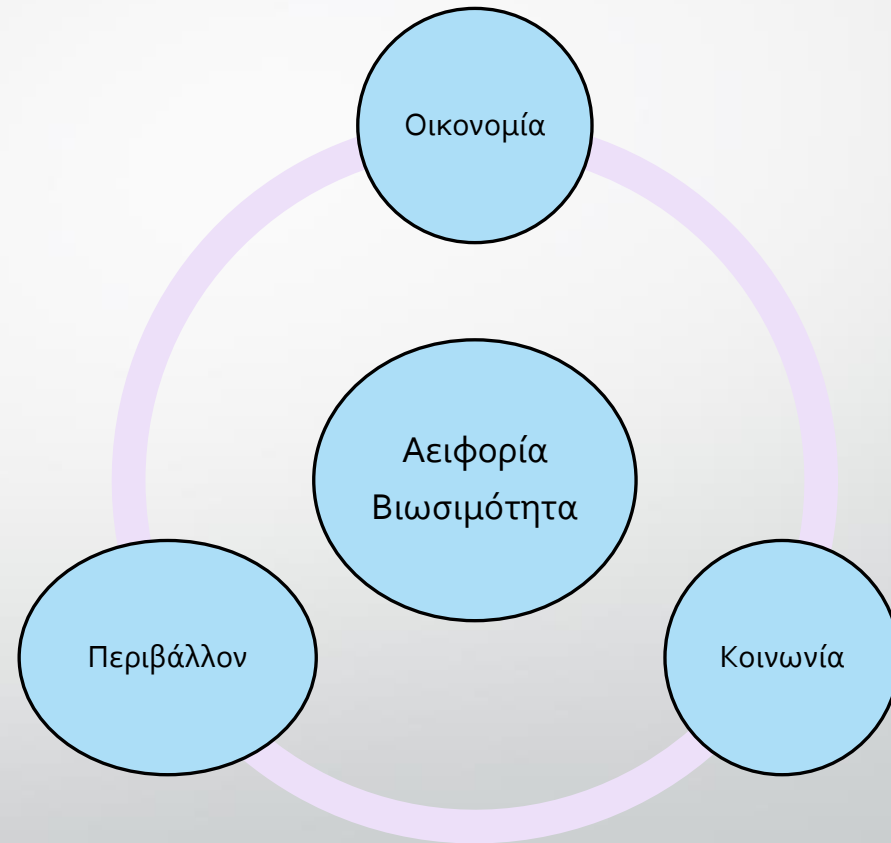 Οικονομία
Αειφορία
Βιωσιμότητα
Περιβάλλον
Κοινωνία